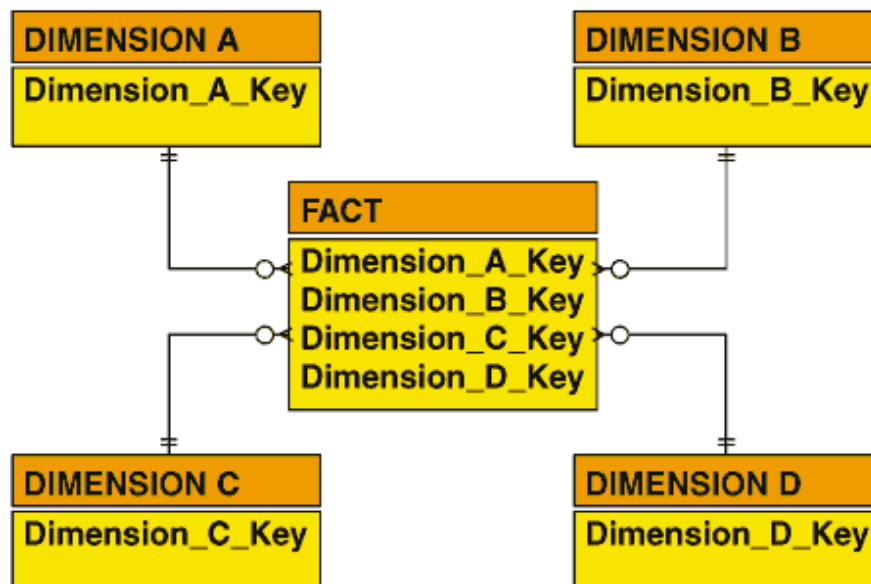 DIMENSION A
Dimension_A_Key
DIMENSION B
Dimension_B_Key
FACT
Dimension_A_Key
Dimension_B_Key
Dimension_C_Key
Dimension_D_Key
DIMENSION C
Dimension_C_Key
DIMENSION D
Dimension_D_Key